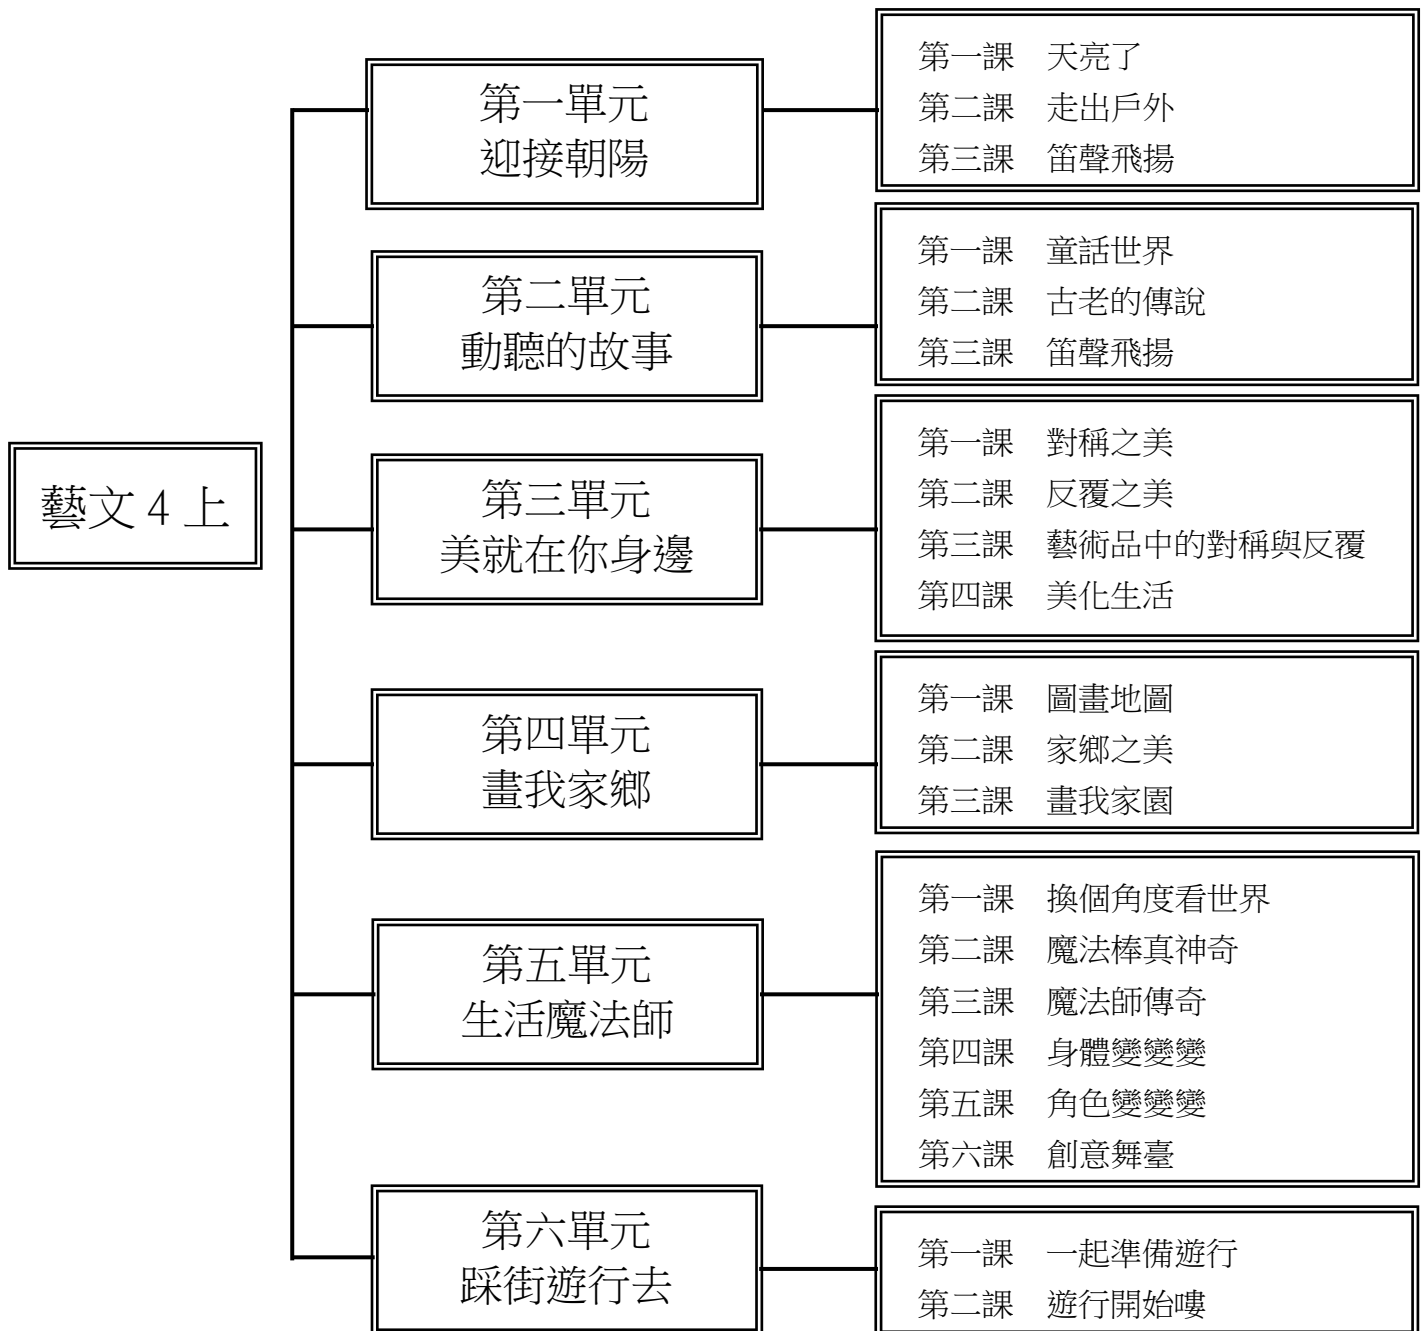 藝文 4 上
第一單元
迎接朝陽
第一課　天亮了
第二課　走出戶外
第三課　笛聲飛揚
第二單元
動聽的故事
第一課　童話世界
第二課　古老的傳說
第三課　笛聲飛揚
第三單元
美就在你身邊
第一課　對稱之美
第二課　反覆之美
第三課　藝術品中的對稱與反覆
第四課　美化生活
第四單元
畫我家鄉
第一課　圖畫地圖
第二課　家鄉之美
第三課　畫我家園
第五單元
生活魔法師
第一課　換個角度看世界
第二課　魔法棒真神奇
第三課　魔法師傳奇
第四課　身體變變變
第五課　角色變變變
第六課　創意舞臺
第六單元
踩街遊行去
第一課　一起準備遊行
第二課　遊行開始嘍